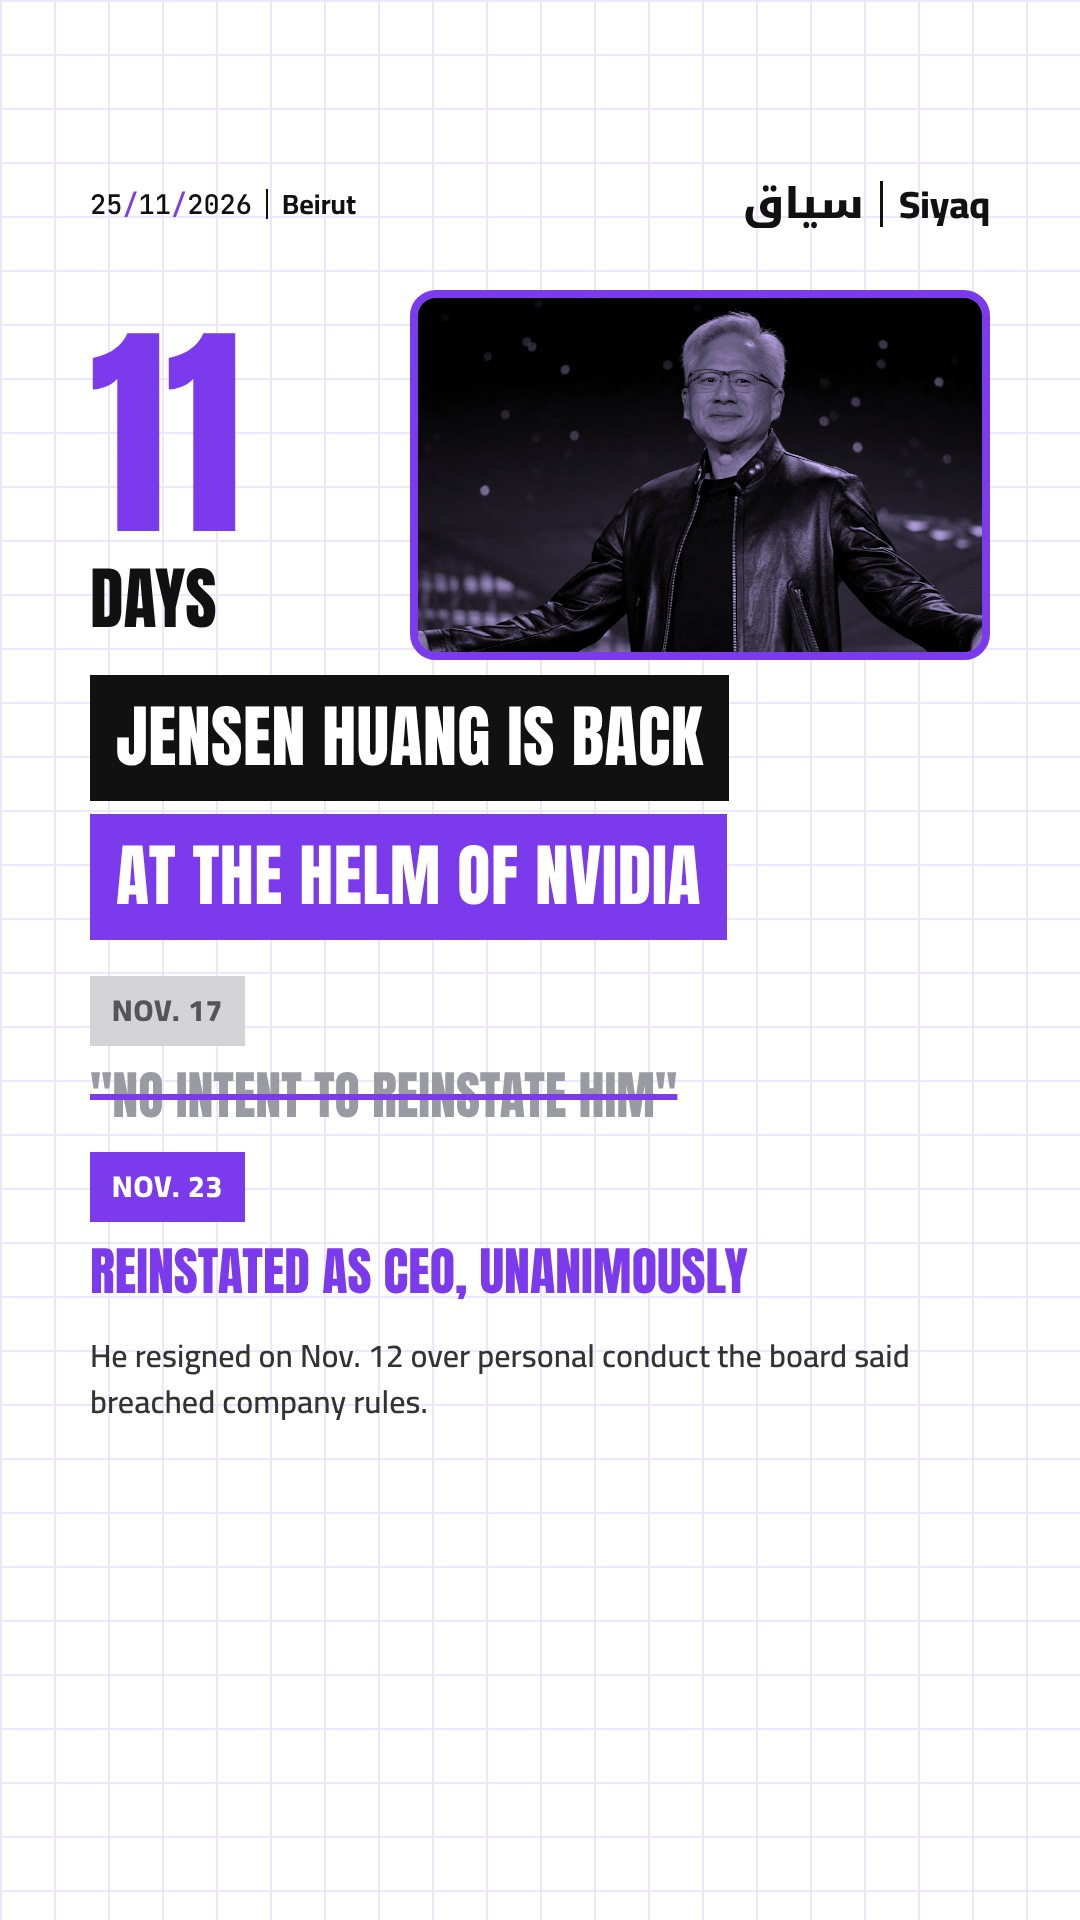 25/11/2026 | Beirut
سياق | Siyaq
11
DAYS
JENSEN HUANG IS BACK
AT THE HELM OF NVIDIA
NOV. 17
"NO INTENT TO REINSTATE HIM"
NOV. 23
REINSTATED AS CEO, UNANIMOUSLY
He resigned on Nov. 12 over personal conduct the board said
breached company rules.